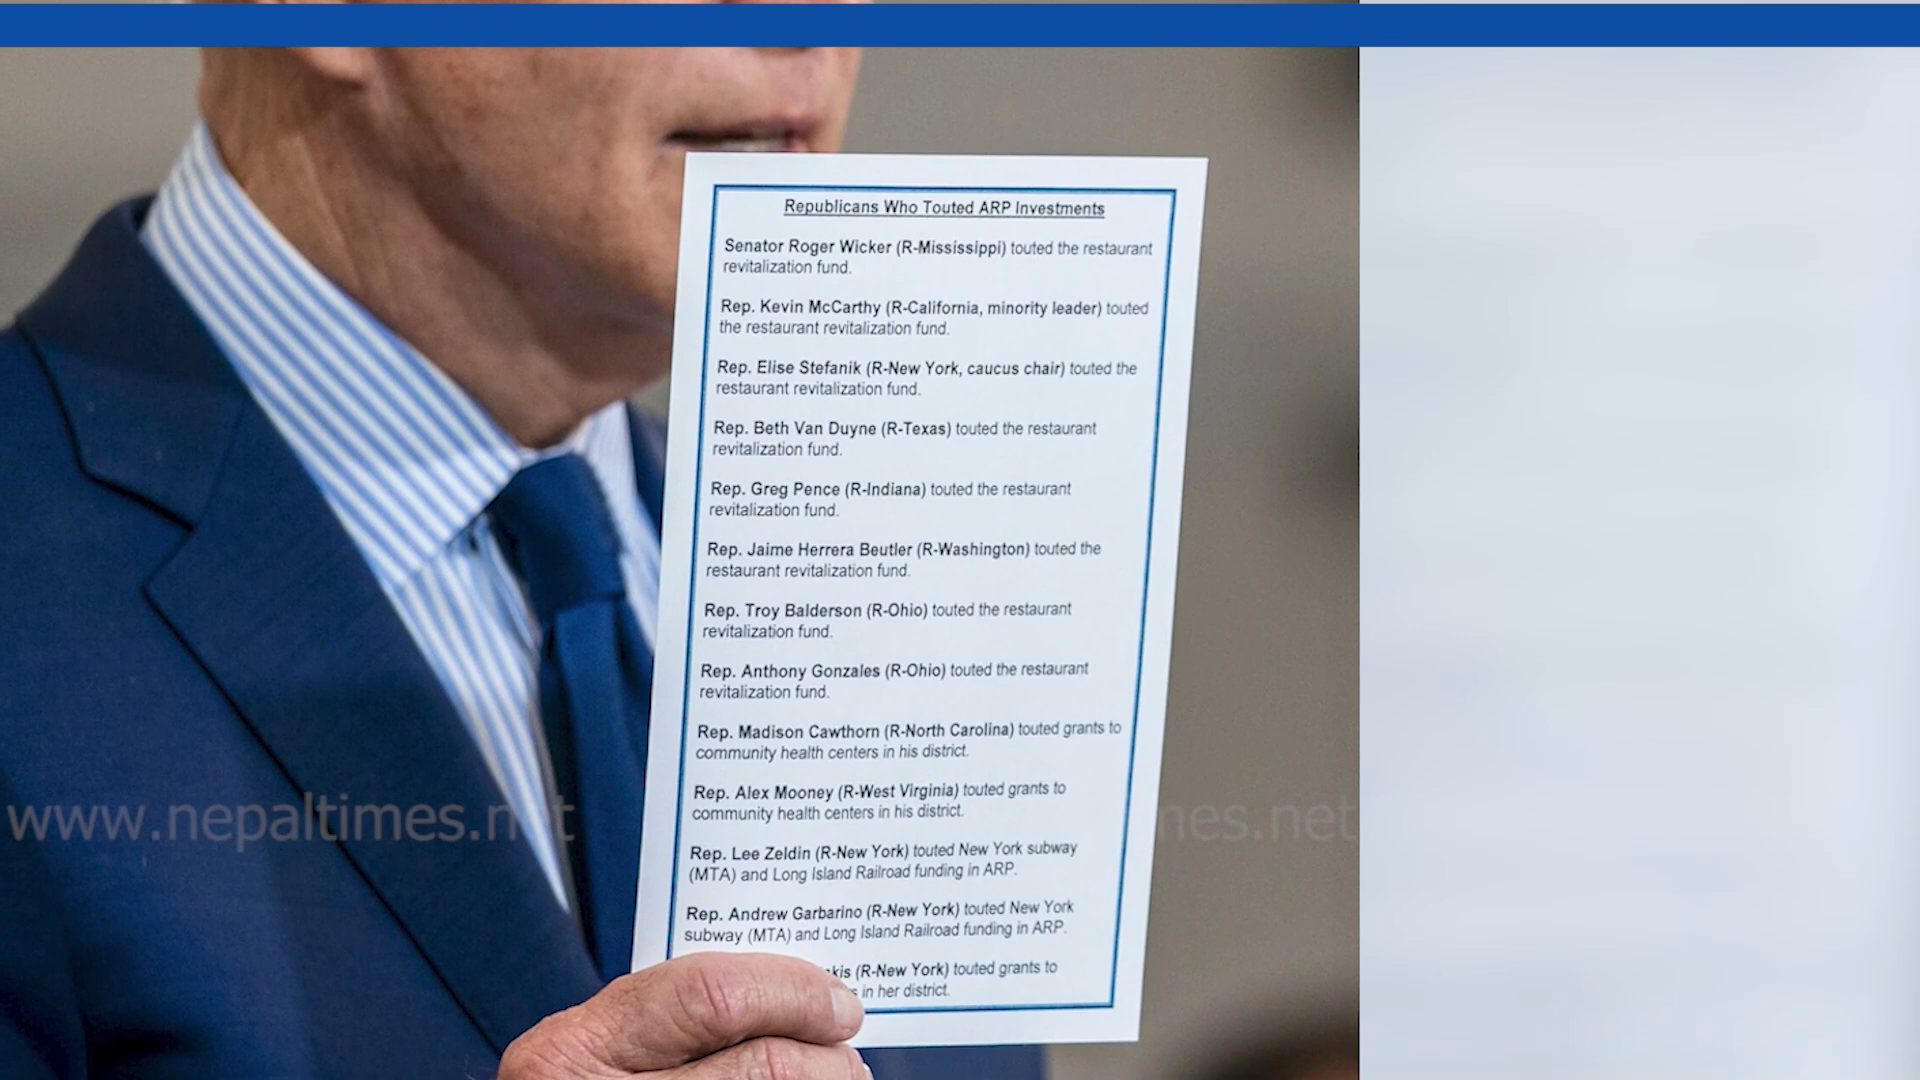 Republicans Who Touted ARP Investments
Senator Roger Wicker (R-Mississippi) touted the restaurant
revitalization fund.
Rep. Kevin McCarthy (R-California, minority leader) touted
the restaurant revitalization fund.
Rep. Elise Stefanik (R-New York, caucus chair) touted the
restaurant revitalization fund.
Rep. Beth Van Duyne (R-Texas) touted the restaurant
revitalization fund.
Rep. Greg Pence (R-Indiana) touted the restaurant
revitalization fund.
Rep. Jaime Herrera Beutler (R-Washington) touted the
restaurant revitalization fund.
Rep. Troy Balderson (R-Ohio) touted the restaurant
revitalization fund.
Rep. Anthony Gonzales (R-Ohio) touted the restaurant
revitalization fund.
Rep. Madison Cawthorn (R-North Carolina) touted grants to
community health centers in his district.
Rep. Alex Mooney (R-West Virginia) touted grants to
community health centers in his district.
Rep. Lee Zeldin (R-New York) touted New York subway
(MTA) and Long Island Railroad funding in ARP.
Rep. Andrew Garbarino (R-New York) touted New York
subway (MTA) and Long Island Railroad funding in ARP.
(R-New York) touted grants to
in her district.
www.nepaltimes.net